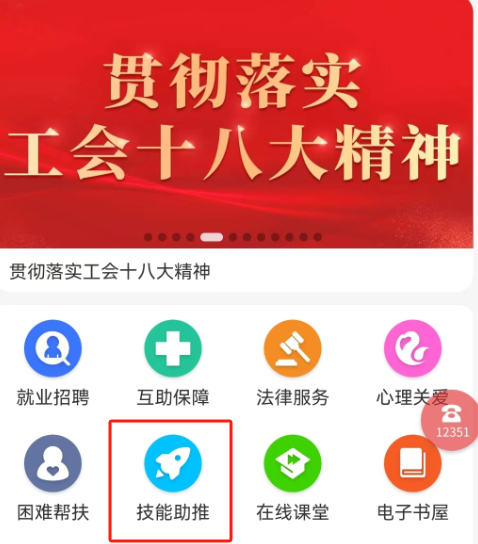 贯彻落实
工会十八大精神
贯彻落实工会十八大精神
就业招聘 互助保障 法律服务 心理关爱
12351
困难帮扶 技能助推 在线课堂 电子书屋